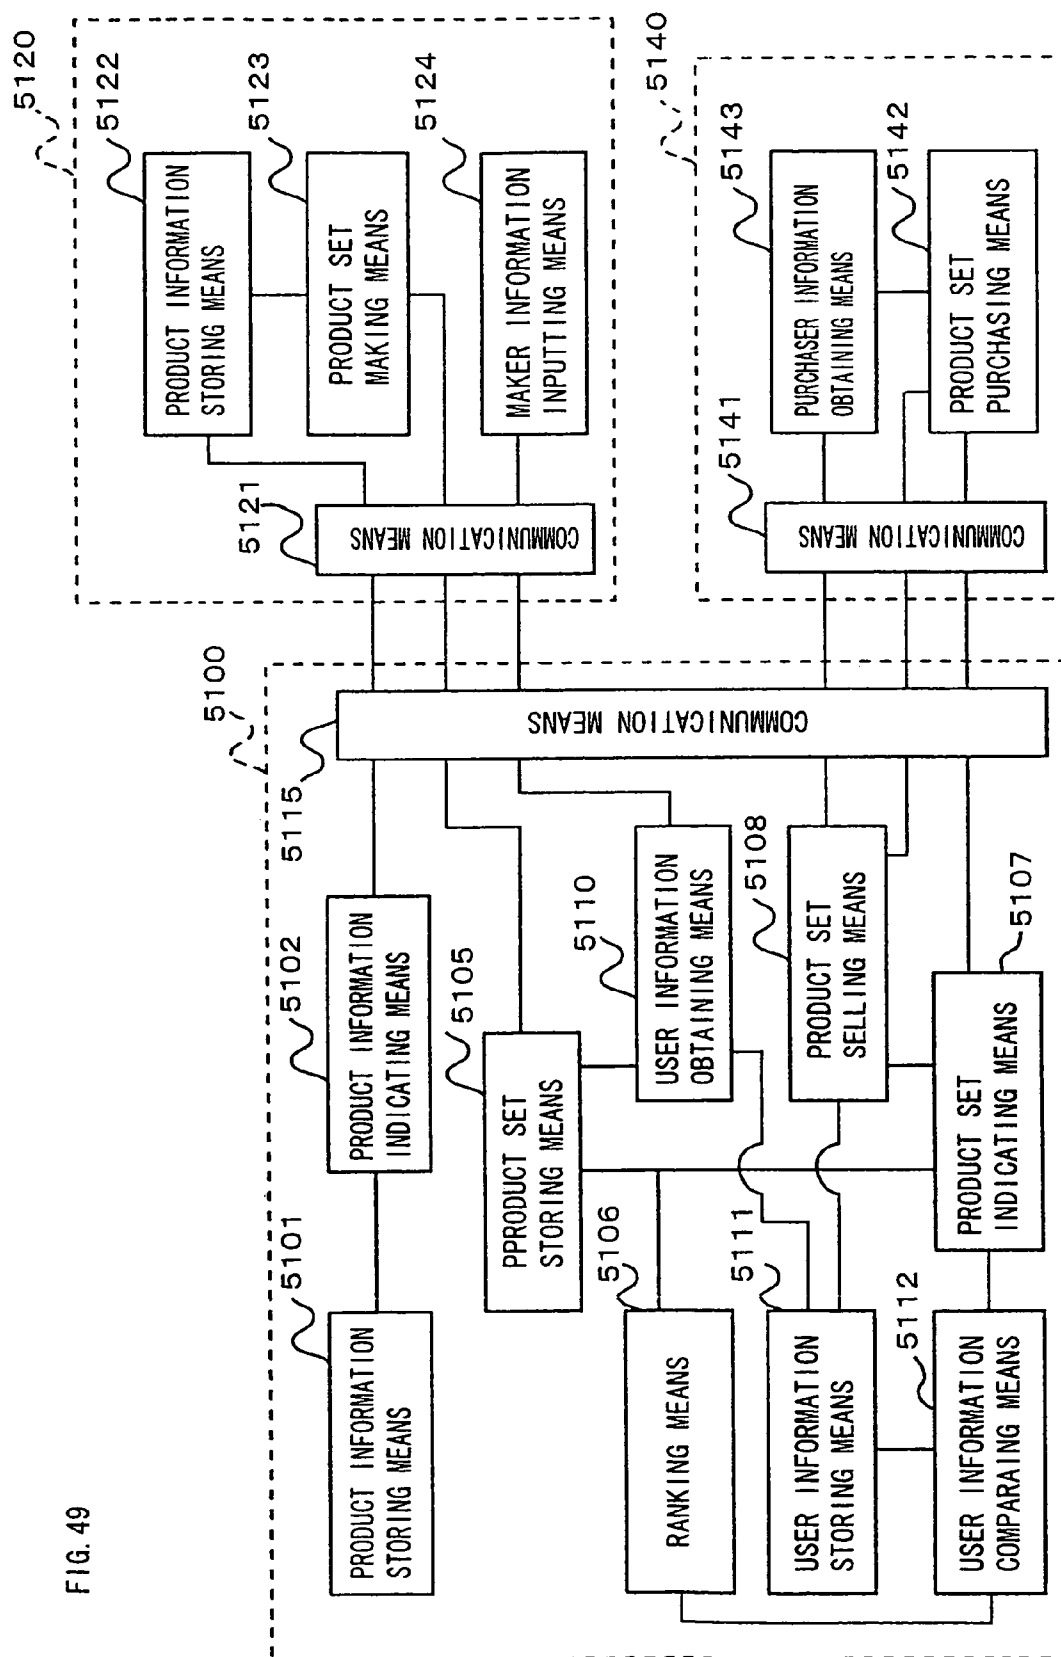 FIG. 49
5100
5101
PRODUCT INFORMATION
STORING MEANS
5102
PRODUCT INFORMATION
INDICATING MEANS
5115
COMMUNICATION MEANS
5105
PPRODUCT SET
STORING MEANS
5106
RANKING MEANS
5110
USER INFORMATION
OBTAINING MEANS
5111
USER INFORMATION
STORING MEANS
5108
PRODUCT SET
SELLING MEANS
5112
USER INFORMATION
COMPARAING MEANS
5107
PRODUCT SET
INDICATING MEANS
5120
5121
COMMUNICATION MEANS
5122
PRODUCT INFORMATION
STORING MEANS
5123
PRODUCT SET
MAKING MEANS
5124
MAKER INFORMATION
INPUTTING MEANS
5140
5141
COMMUNICATION MEANS
5143
PURCHASER INFORMATION
OBTAINING MEANS
5142
PRODUCT SET
PURCHASING MEANS